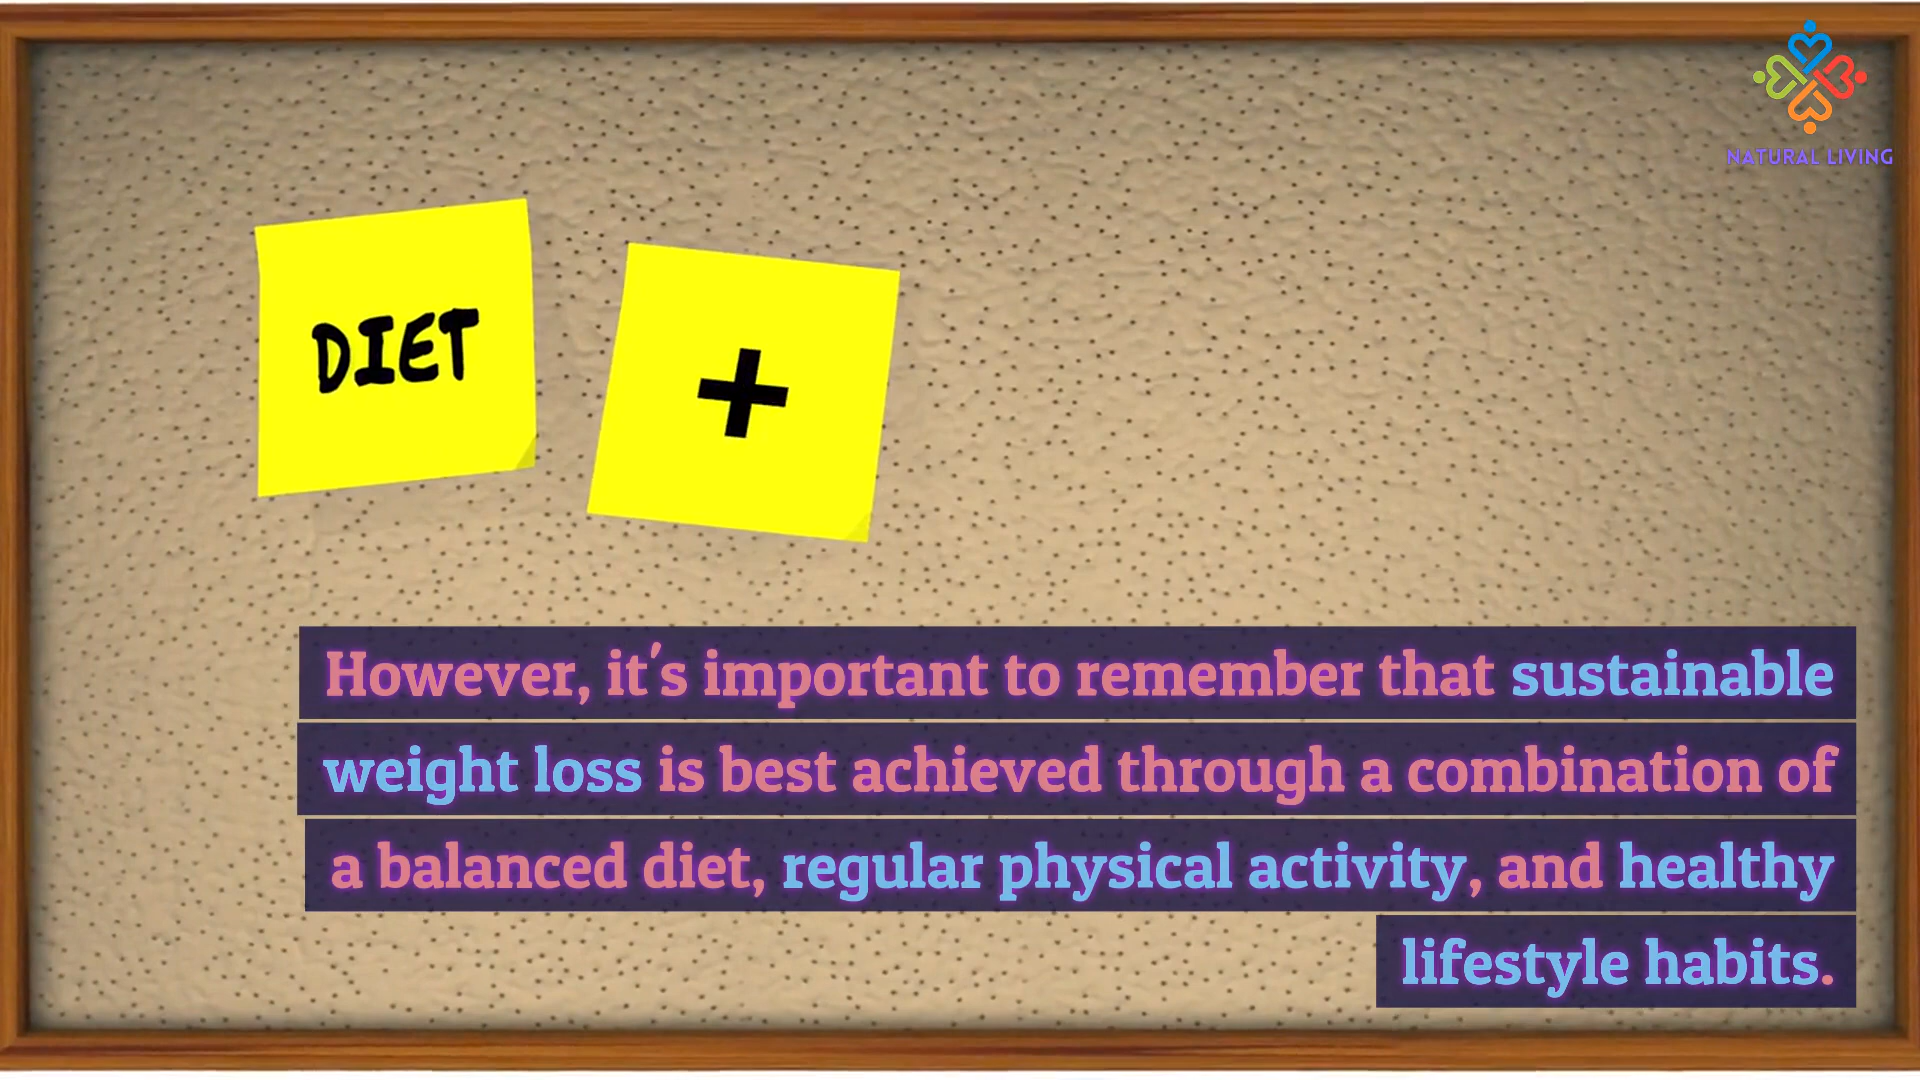 NATURAL LIVING
DIET
+
However, it's important to remember that sustainable
weight loss is best achieved through a combination of
a balanced diet, regular physical activity, and healthy
lifestyle habits.